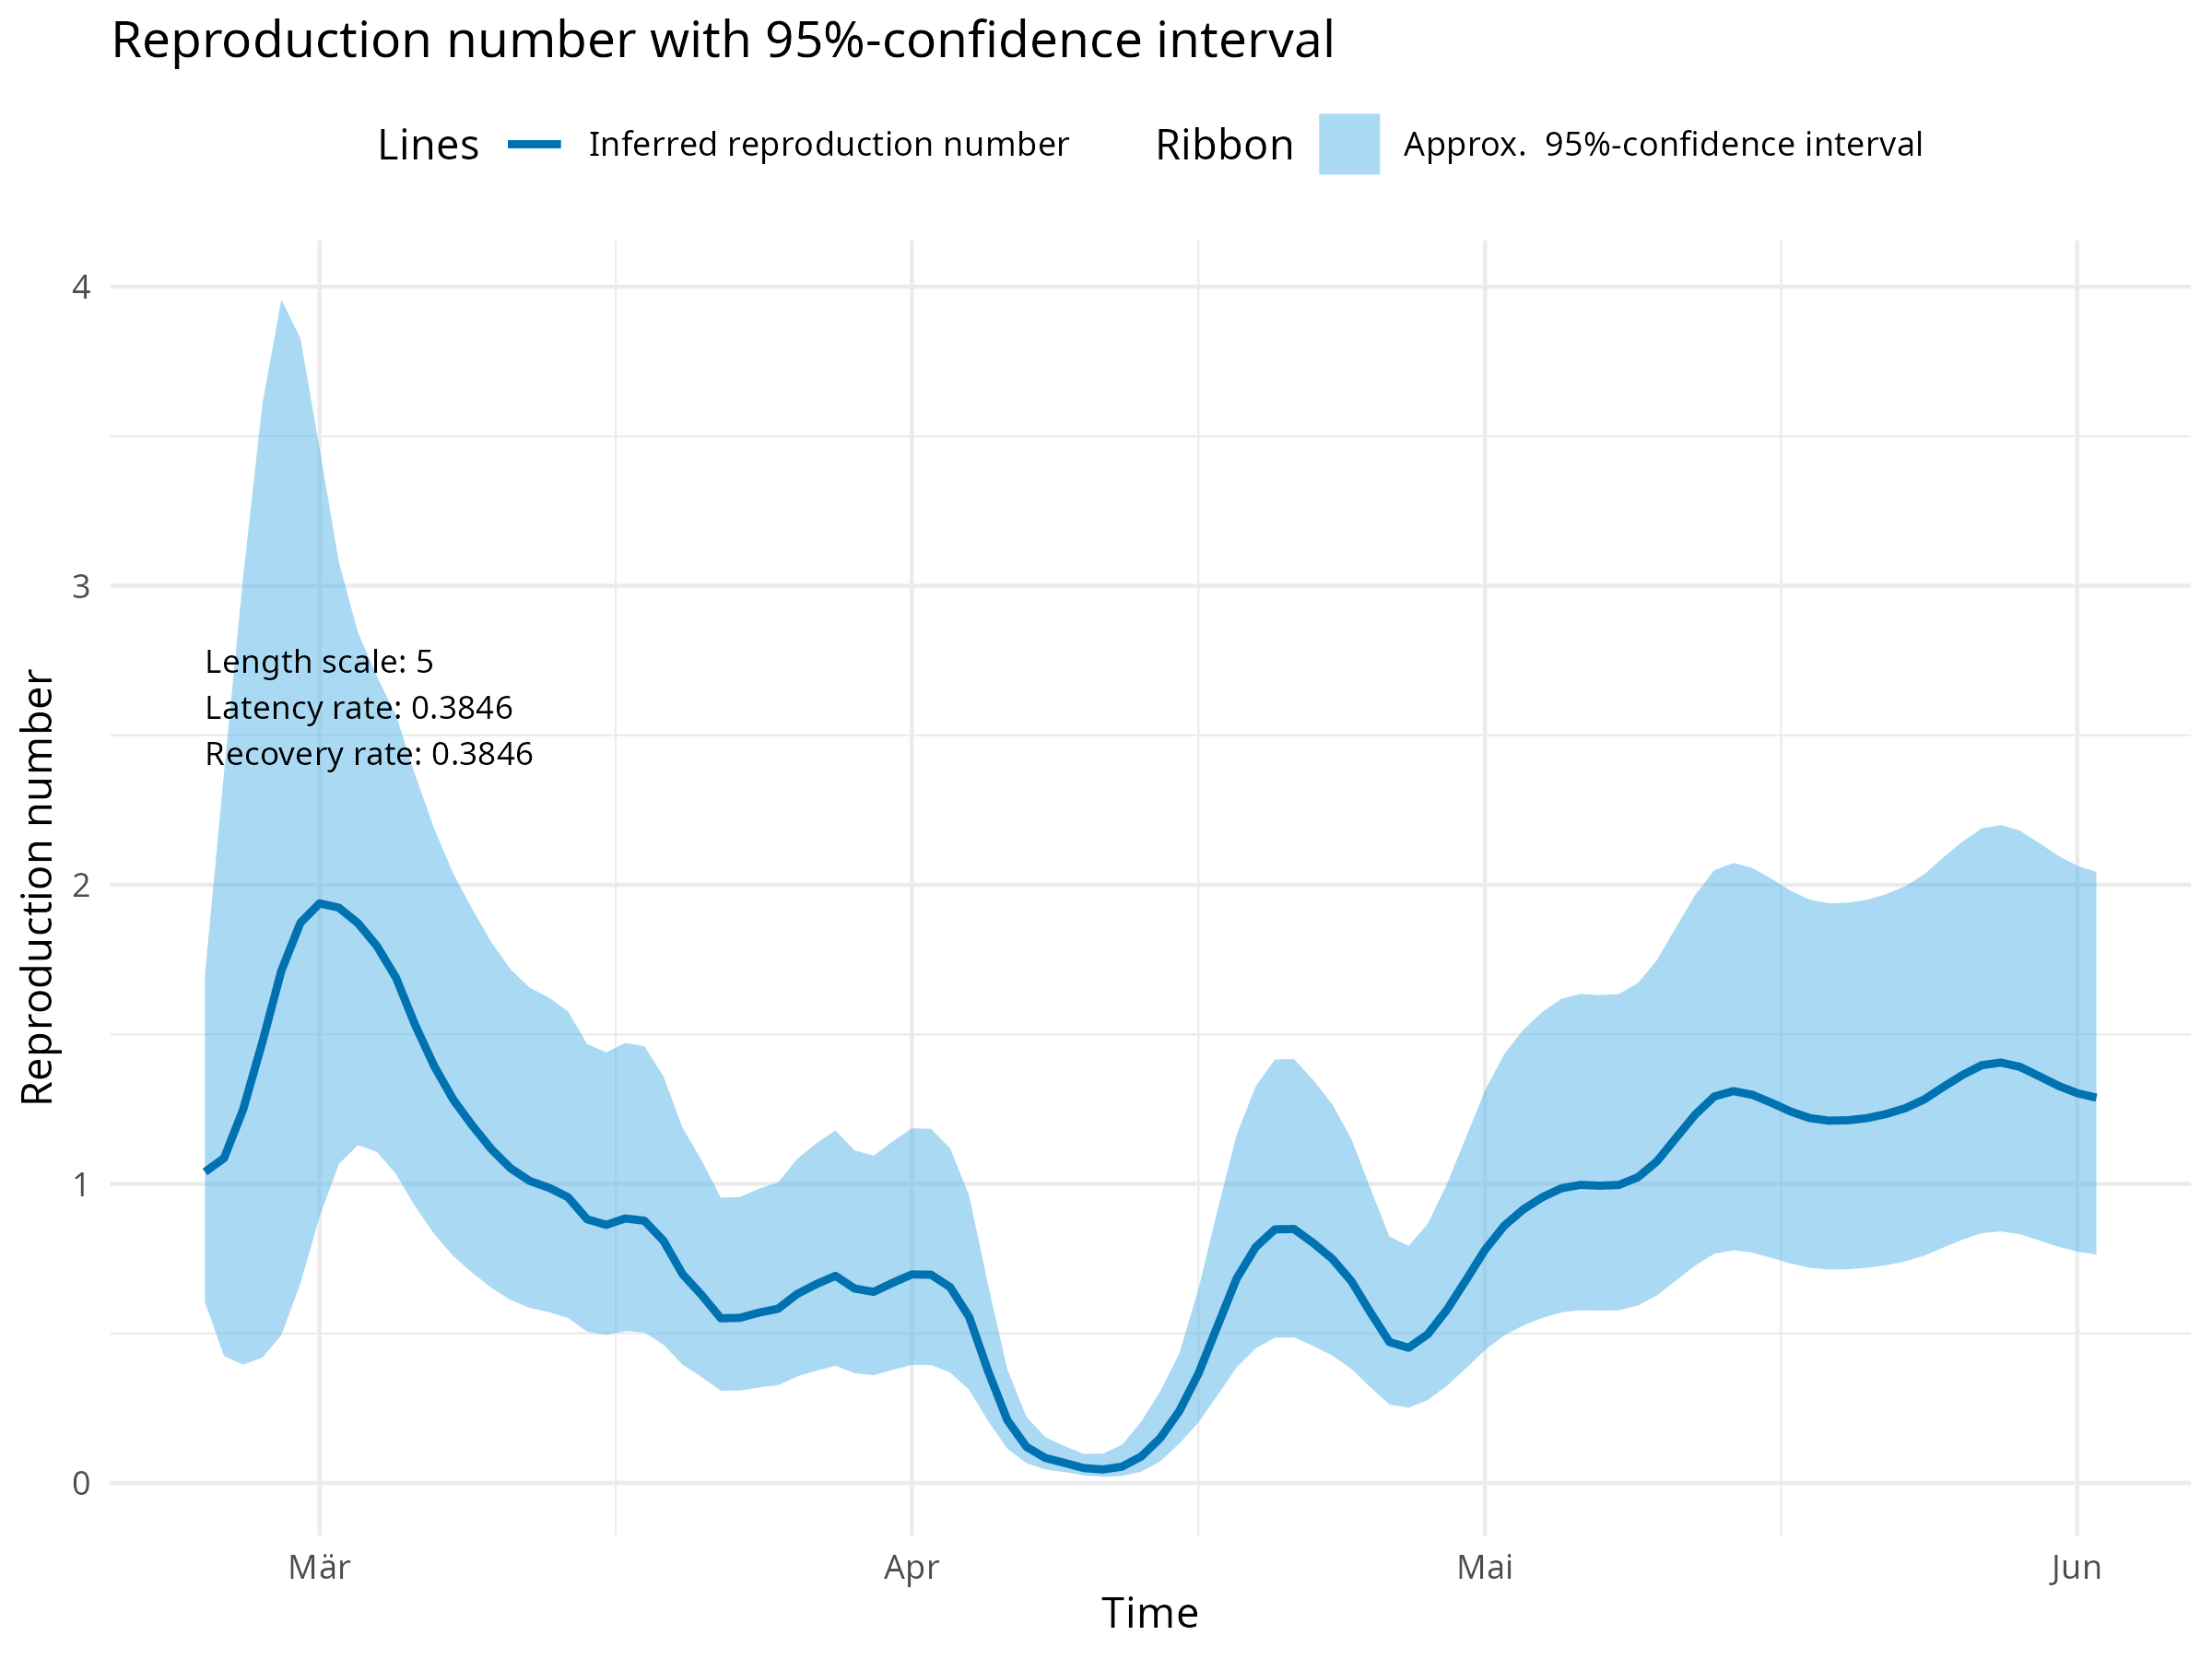 Reproduction number with 95%-confidence interval
Lines Inferred reproduction number Ribbon Approx.  95%-confidence interval
Reproduction number
4
3
2
1
0
Length scale: 5
Latency rate: 0.3846
Recovery rate: 0.3846
Mär Apr Mai Jun
Time